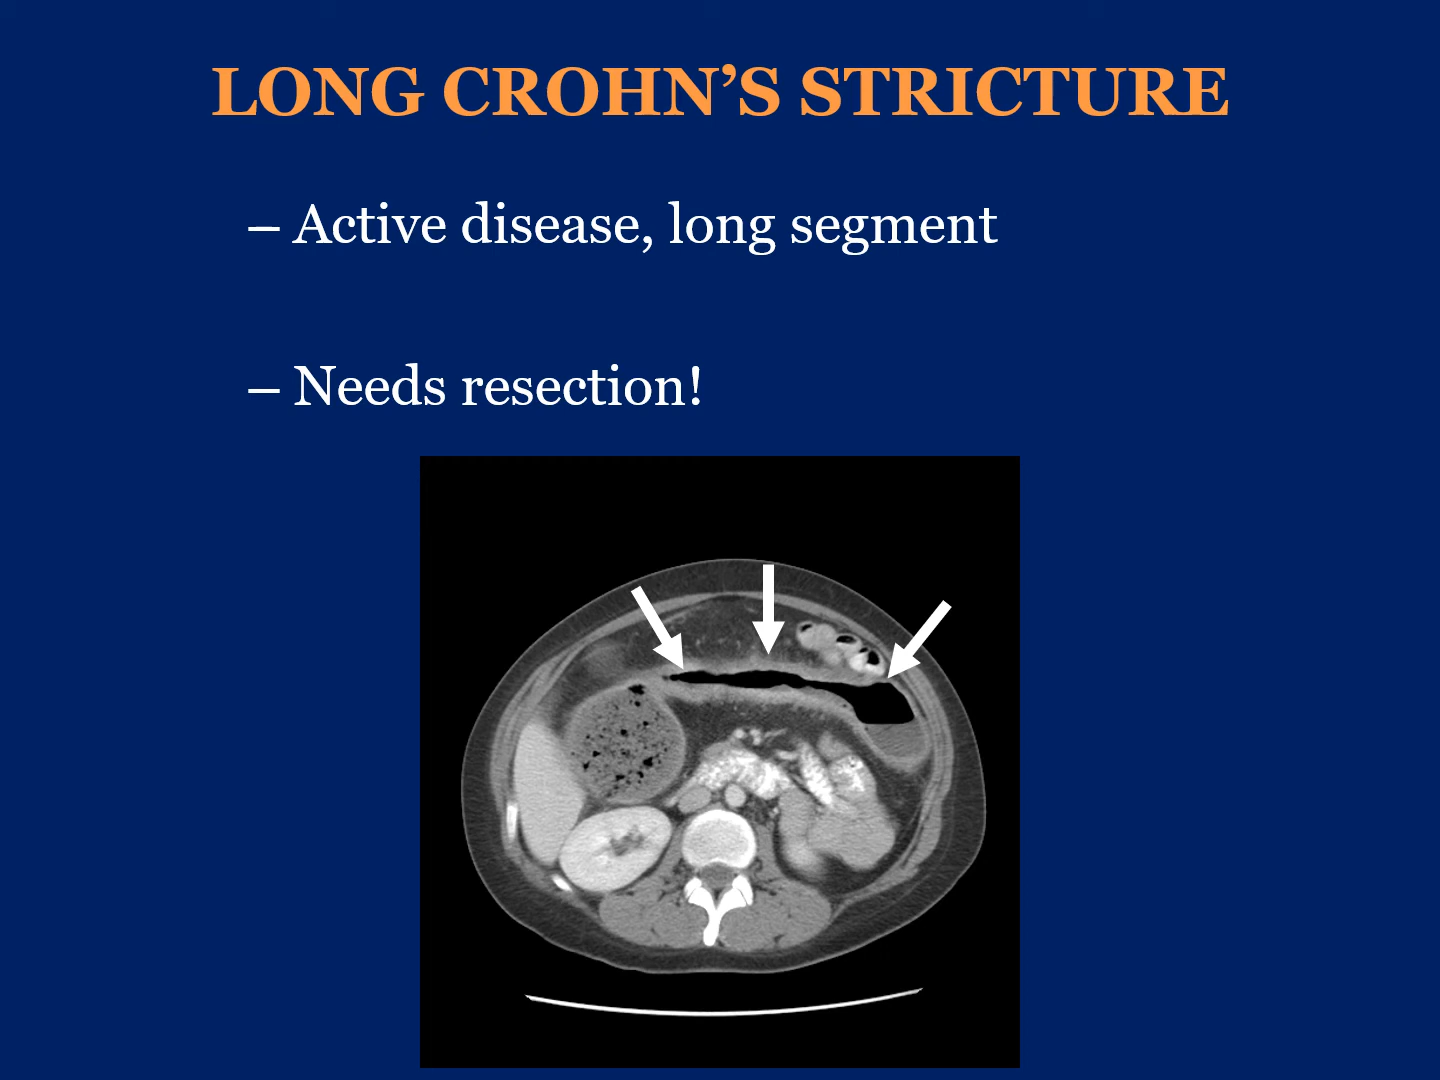 LONG CROHN’S STRICTURE
– Active disease, long segment
– Needs resection!